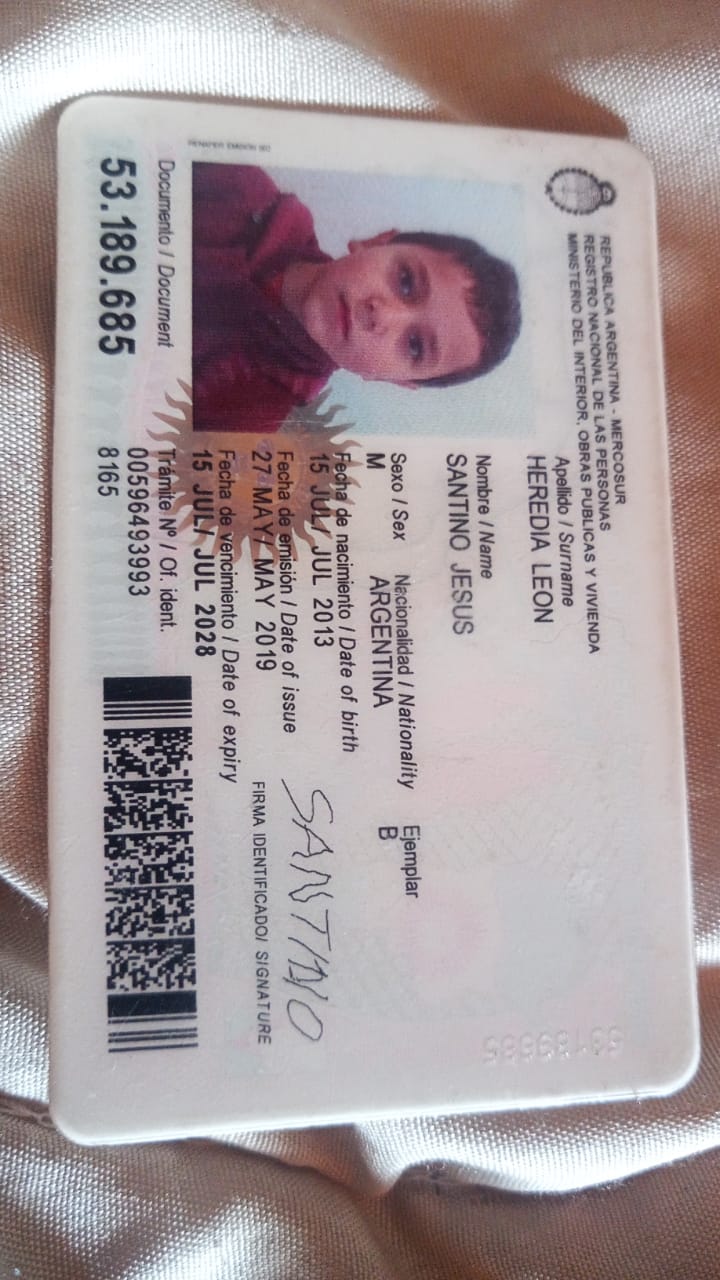 REPUBLICA ARGENTINA - MERCOSUR
REGISTRO NACIONAL DE LAS PERSONAS
MINISTERIO DEL INTERIOR, OBRAS PUBLICAS Y VIVIENDA
Apellido / Surname
HEREDIA LEON
Nombre / Name
SANTINO JESUS
Sexo / Sex Nacionalidad / Nationality Ejemplar
M ARGENTINA B
Fecha de nacimiento / Date of birth
15 JUL/ JUL 2013
Fecha de emisión / Date of issue
27 MAY/ MAY 2019
Fecha de vencimiento / Date of expiry
15 JUL/ JUL 2028
SANTINO
FIRMA IDENTIFICADO/ SIGNATURE
Documento / Document
53.189.685
Trámite Nº / Of. ident.
00596493993
8165
53189685